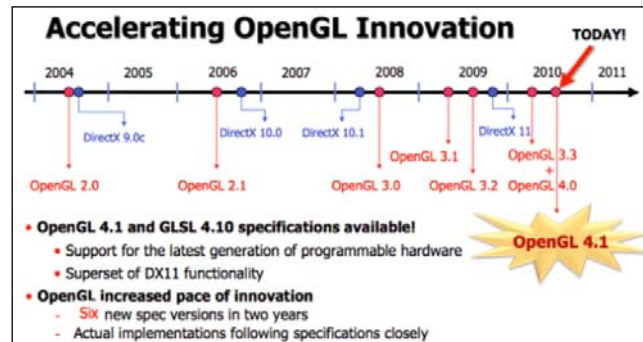 Accelerating OpenGL Innovation
TODAY!
2004 2005 2006 2007 2008 2009 2010 2011
DirectX 9.0c DirectX 10.0 DirectX 10.1 DirectX 11
OpenGL 3.1 OpenGL 3.3
+
OpenGL 2.0 OpenGL 2.1 OpenGL 3.0 OpenGL 3.2 OpenGL 4.0
OpenGL 4.1
• OpenGL 4.1 and GLSL 4.10 specifications available!
• Support for the latest generation of programmable hardware
• Superset of DX11 functionality
• OpenGL increased pace of innovation
- Six new spec versions in two years
- Actual implementations following specifications closely